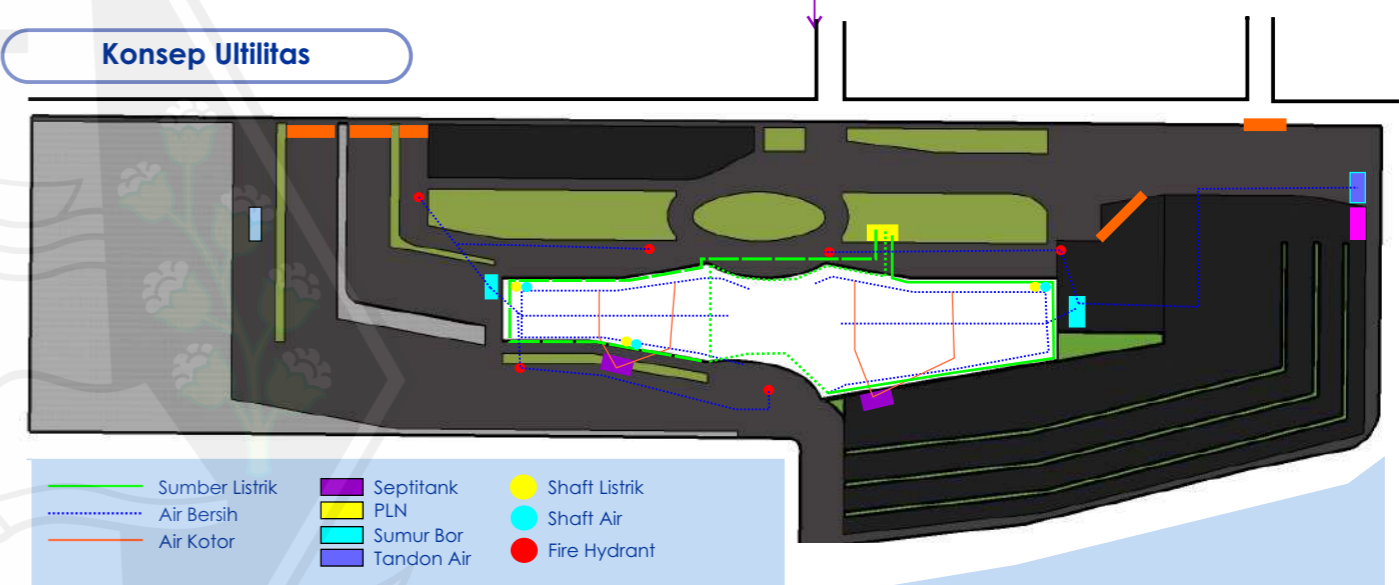 Konsep Ultilitas
Sumber Listrik
Air Bersih
Air Kotor
Septitank
PLN
Sumur Bor
Tandon Air
Shaft Listrik
Shaft Air
Fire Hydrant